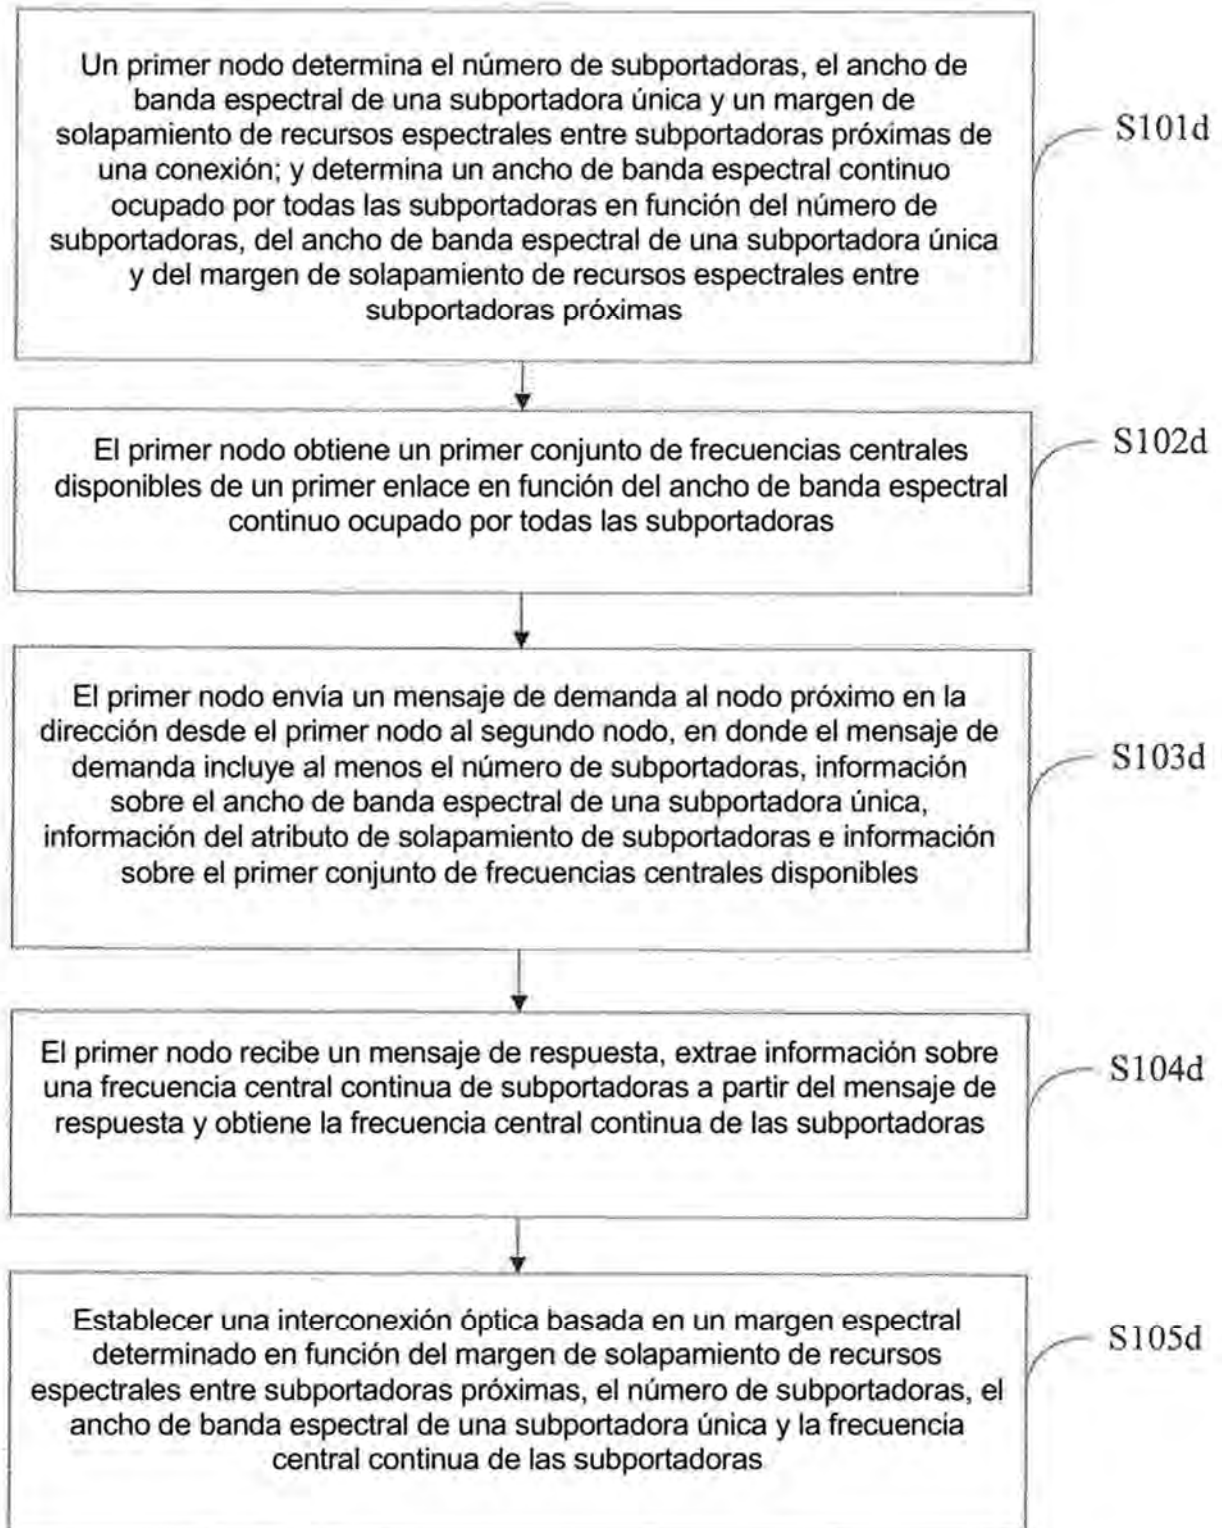 Un primer nodo determina el número de subportadoras, el ancho de
banda espectral de una subportadora única y un margen de
solapamiento de recursos espectrales entre subportadoras próximas de
una conexión; y determina un ancho de banda espectral continuo
ocupado por todas las subportadoras en función del número de
subportadoras, del ancho de banda espectral de una subportadora única
y del margen de solapamiento de recursos espectrales entre
subportadoras próximas
S101d
El primer nodo obtiene un primer conjunto de frecuencias centrales
disponibles de un primer enlace en función del ancho de banda espectral
continuo ocupado por todas las subportadoras
S102d
El primer nodo envía un mensaje de demanda al nodo próximo en la
dirección desde el primer nodo al segundo nodo, en donde el mensaje de
demanda incluye al menos el número de subportadoras, información
sobre el ancho de banda espectral de una subportadora única,
información del atributo de solapamiento de subportadoras e información
sobre el primer conjunto de frecuencias centrales disponibles
S103d
El primer nodo recibe un mensaje de respuesta, extrae información sobre
una frecuencia central continua de subportadoras a partir del mensaje de
respuesta y obtiene la frecuencia central continua de las subportadoras
S104d
Establecer una interconexión óptica basada en un margen espectral
determinado en función del margen de solapamiento de recursos
espectrales entre subportadoras próximas, el número de subportadoras, el
ancho de banda espectral de una subportadora única y la frecuencia
central continua de las subportadoras
S105d